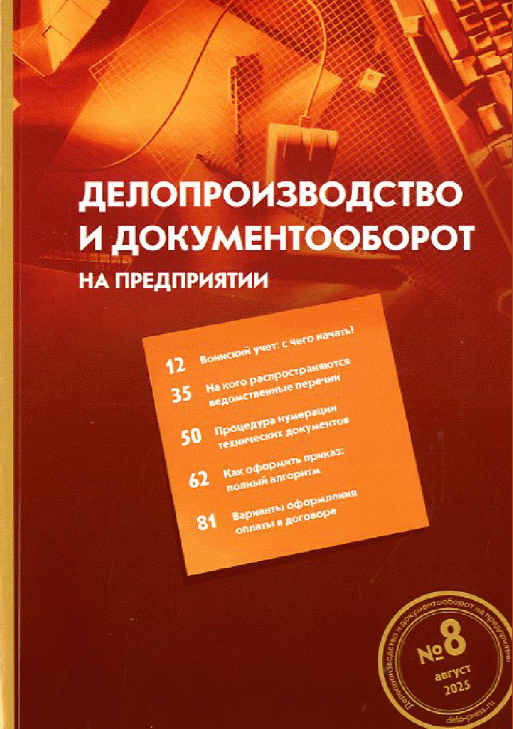 ДЕЛОПРОИЗВОДСТВО
И ДОКУМЕНТООБОРОТ
НА ПРЕДПРИЯТИИ
12 Воинский учет: с чего начать?
35 На кого распространяются
ведомственные перечни
50 Процедура нумерации
технических документов
62 Как оформить приказ:
полный алгоритм
81 Варианты оформления
оплаты в договоре
Делопроизводство и документооборот на предприятии
№8
август
2025
delo-press.ru